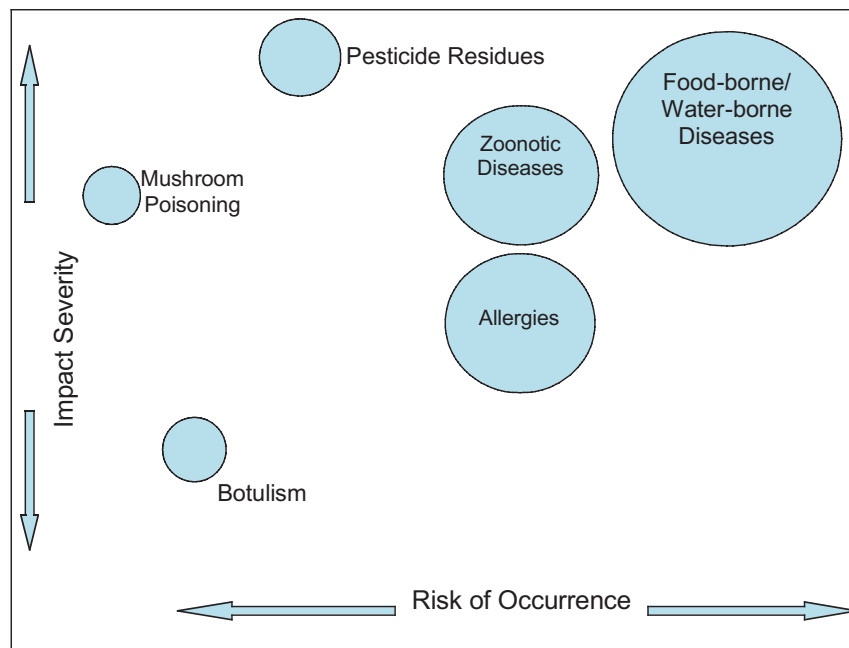 Pesticide Residues
Food-borne/
Water-borne
Diseases
Zoonotic
Diseases
Mushroom
Poisoning
Impact Severity
Allergies
Botulism
Risk of Occurrence